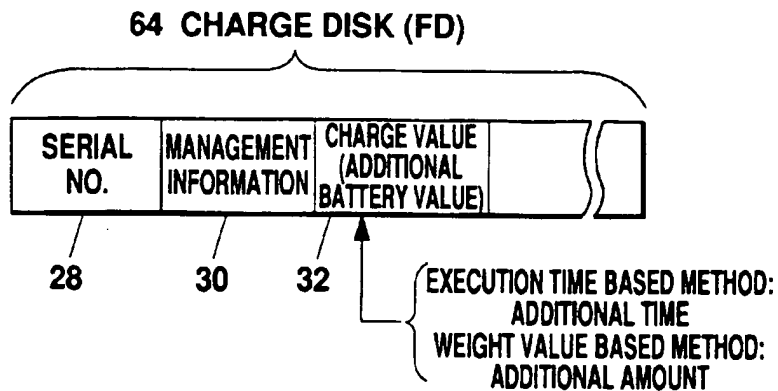 64 CHARGE DISK (FD)
SERIAL
NO.
MANAGEMENT
INFORMATION
CHARGE VALUE
(ADDITIONAL
BATTERY VALUE)
28
30
32
EXECUTION TIME BASED METHOD:
ADDITIONAL TIME
WEIGHT VALUE BASED METHOD:
ADDITIONAL AMOUNT